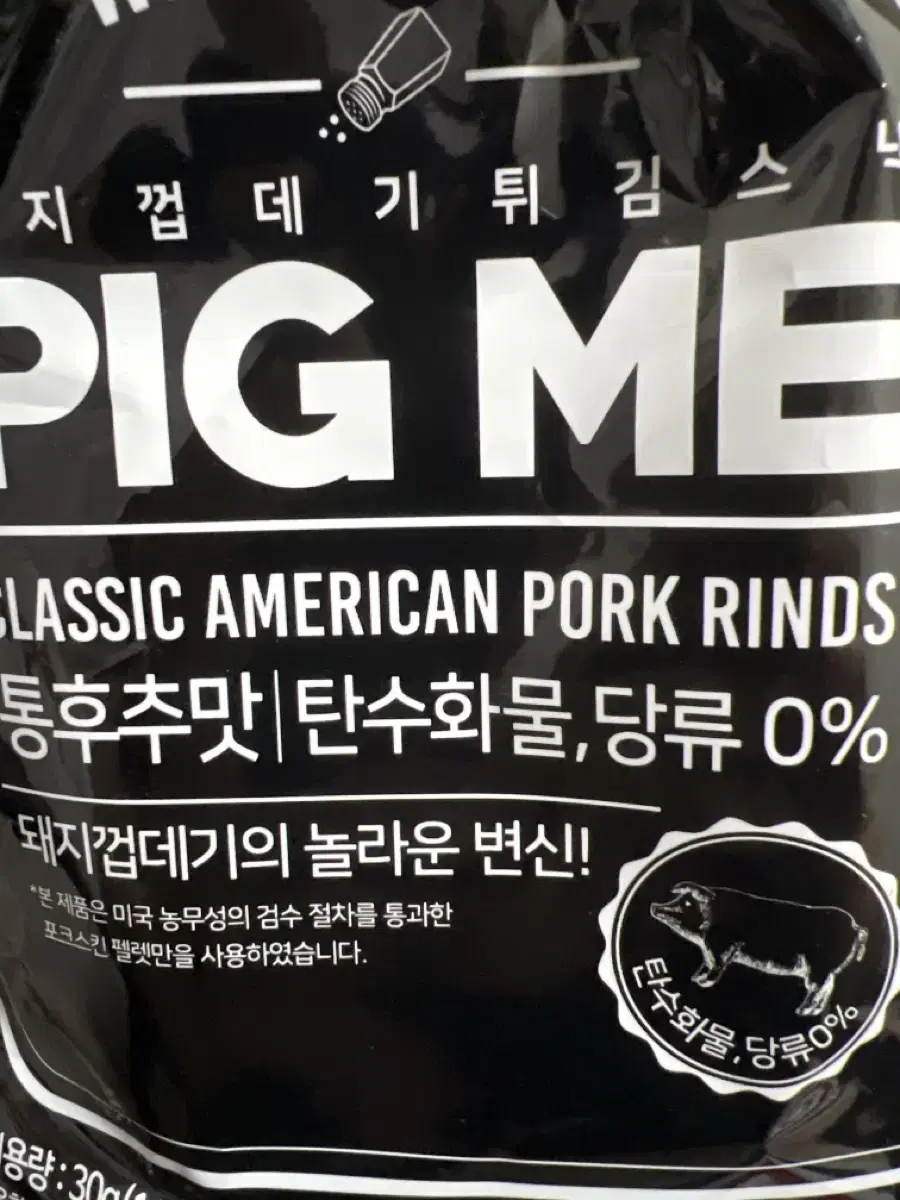 지껍데기튀김스
PIG ME
CLASSIC AMERICAN PORK RINDS
통후추맛|탄수화물,당류 0%
돼지껍데기의 놀라운 변신!
*본 제품은 미국 농무성의 검수 절차를 통과한
포크스킨 펠렛만을 사용하였습니다.
탄수화물,당류0%
용량:30g